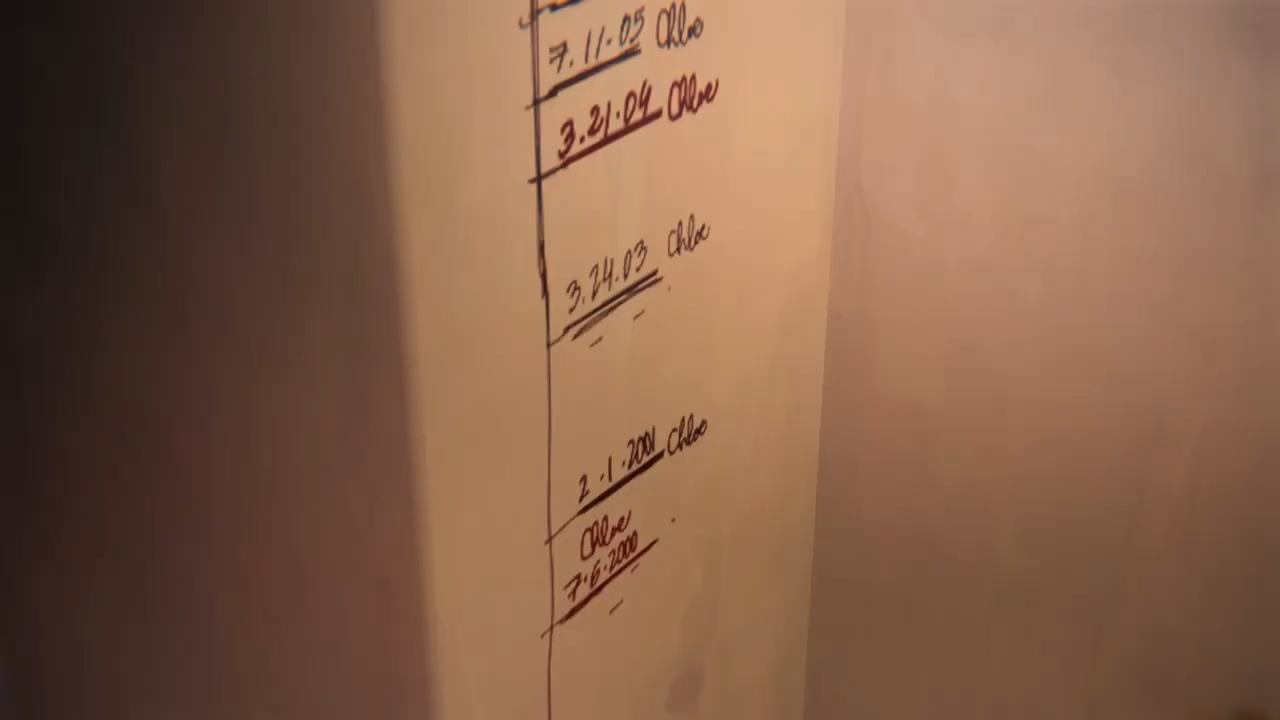 7.11.05 Chloe
3.21.04 Chloe
3.24.03 Chloe
2.1.2001 Chloe
Chloe
7.6.2000